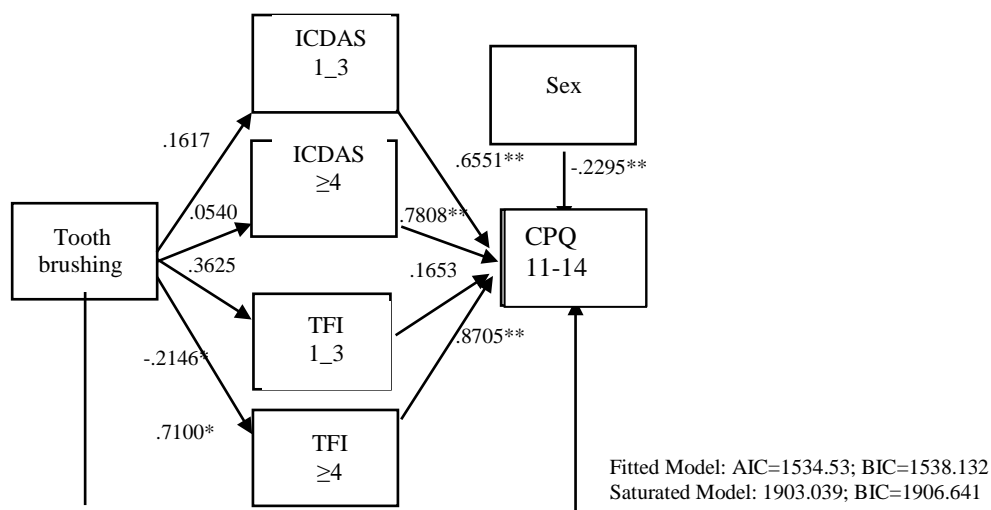 ICDAS
1_3
Sex
.1617
ICDAS
≥4
.6551**
-.2295**
.0540
.7808**
Tooth
brushing
CPQ
11-14
.3625
.1653
TFI
1_3
-.2146*
.8705**
.7100*
TFI
≥4
Fitted Model: AIC=1534.53; BIC=1538.132
Saturated Model: 1903.039; BIC=1906.641